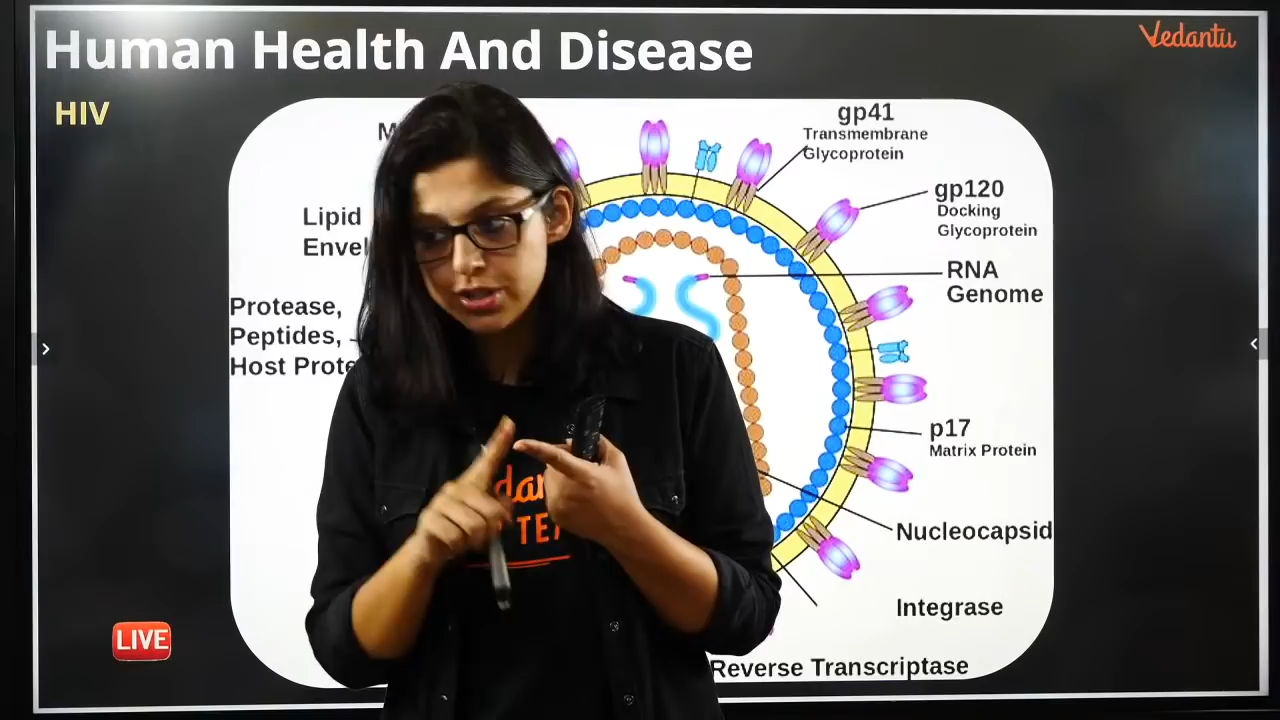 Human Health And Disease
Vedantu
HIV
gp41
Transmembrane
Glycoprotein
gp120
Docking
Glycoprotein
Lipid
RNA
Genome
Protease,
Peptides,
Host
p17
Matrix Protein
Nucleocapsid
Integrase
LIVE
Reverse Transcriptase